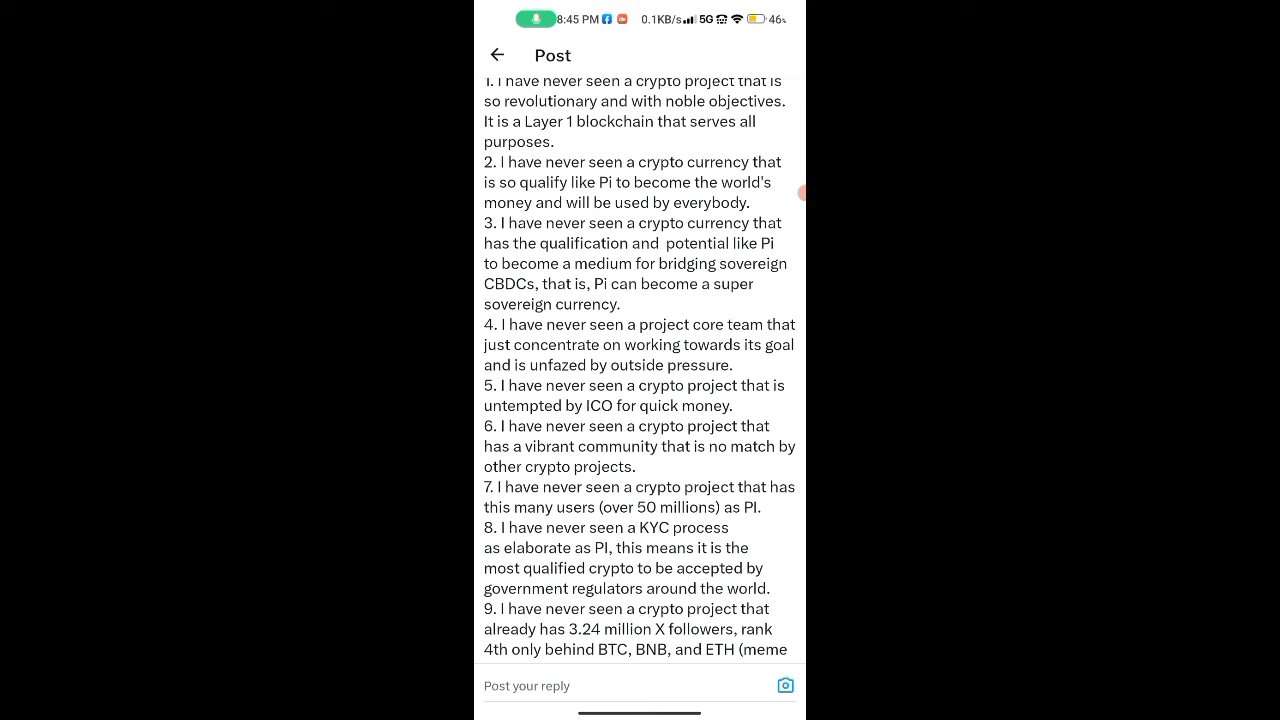 8:45 PM 0.1KB/s 5G 46%
Post
1. I have never seen a crypto project that is
so revolutionary and with noble objectives.
It is a Layer 1 blockchain that serves all
purposes.
2. I have never seen a crypto currency that
is so qualify like Pi to become the world's
money and will be used by everybody.
3. I have never seen a crypto currency that
has the qualification and  potential like Pi
to become a medium for bridging sovereign
CBDCs, that is, Pi can become a super
sovereign currency.
4. I have never seen a project core team that
just concentrate on working towards its goal
and is unfazed by outside pressure.
5. I have never seen a crypto project that is
untempted by ICO for quick money.
6. I have never seen a crypto project that
has a vibrant community that is no match by
other crypto projects.
7. I have never seen a crypto project that has
this many users (over 50 millions) as PI.
8. I have never seen a KYC process
as elaborate as PI, this means it is the
most qualified crypto to be accepted by
government regulators around the world.
9. I have never seen a crypto project that
already has 3.24 million X followers, rank
4th only behind BTC, BNB, and ETH (meme
Post your reply